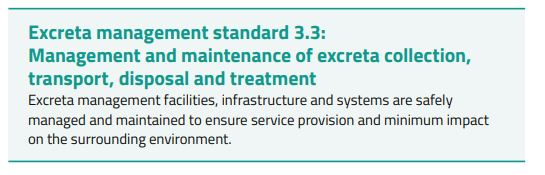 Excreta management standard 3.3:
Management and maintenance of excreta collection,
transport, disposal and treatment
Excreta management facilities, infrastructure and systems are safely
managed and maintained to ensure service provision and minimum impact
on the surrounding environment.